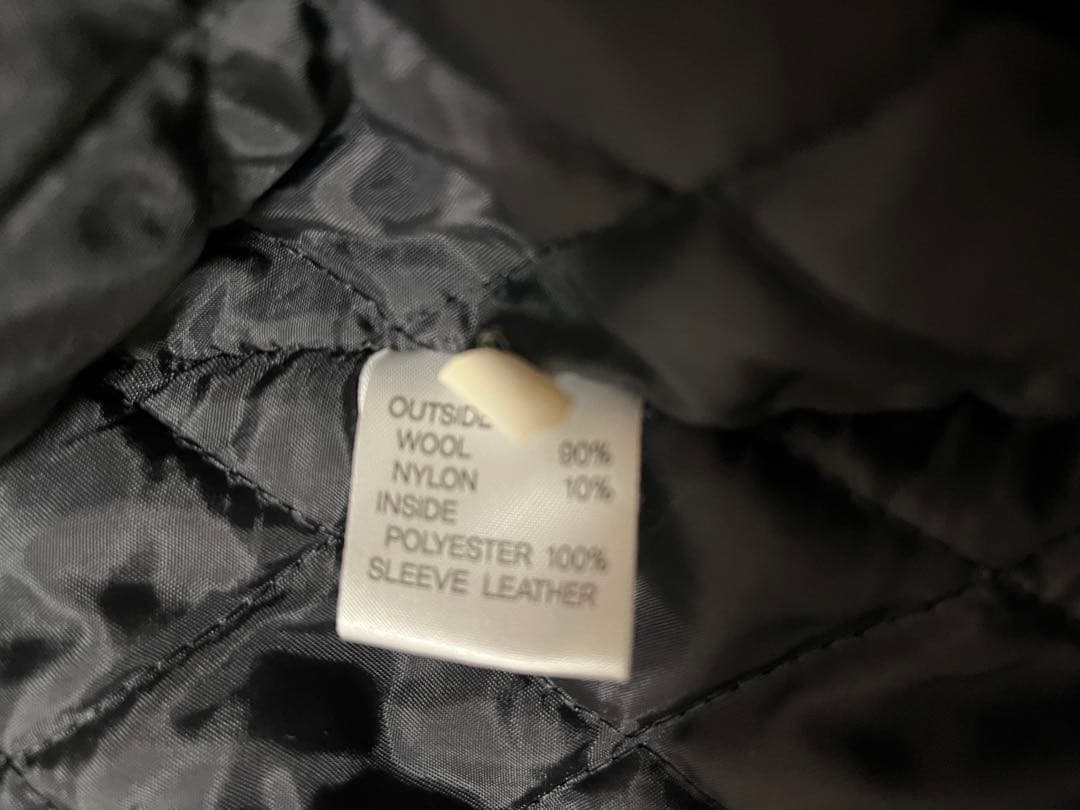 OUTSIDE
WOOL 90%
NYLON 10%
INSIDE
POLYESTER 100%
SLEEVE LEATHER